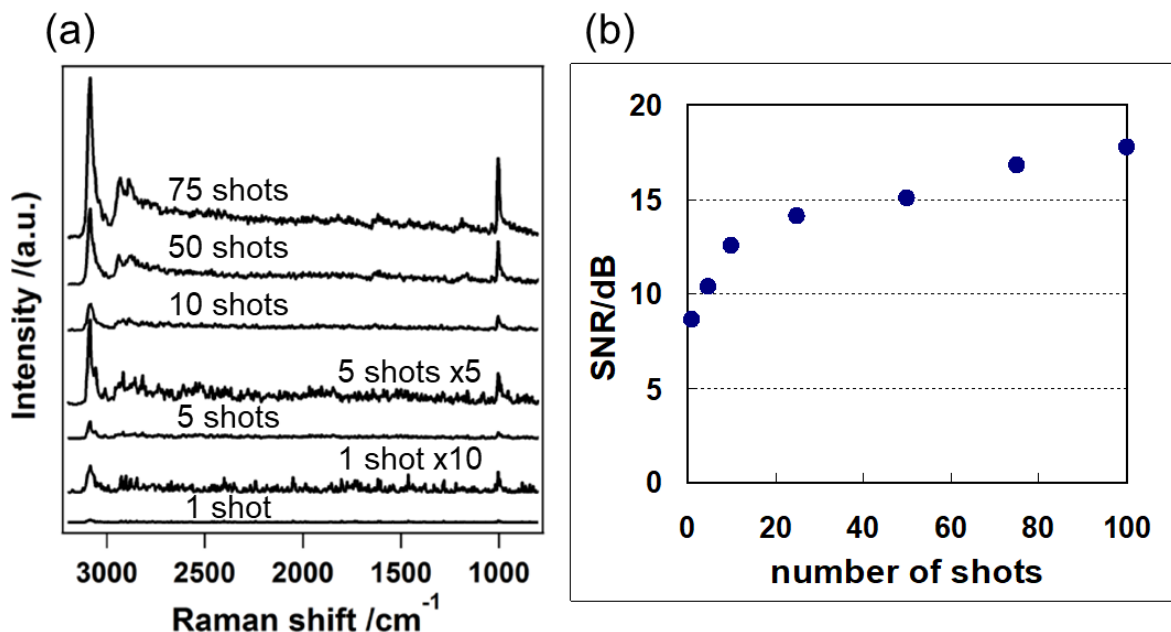 (a)
75 shots
50 shots
10 shots
5 shots x5
5 shots
1 shot x10
1 shot
3000 2500 2000 1500 1000
Raman shift /cm⁻¹
Intensity /(a.u.)
(b)
20
15
10
5
0
0 20 40 60 80 100
number of shots
SNR/dB